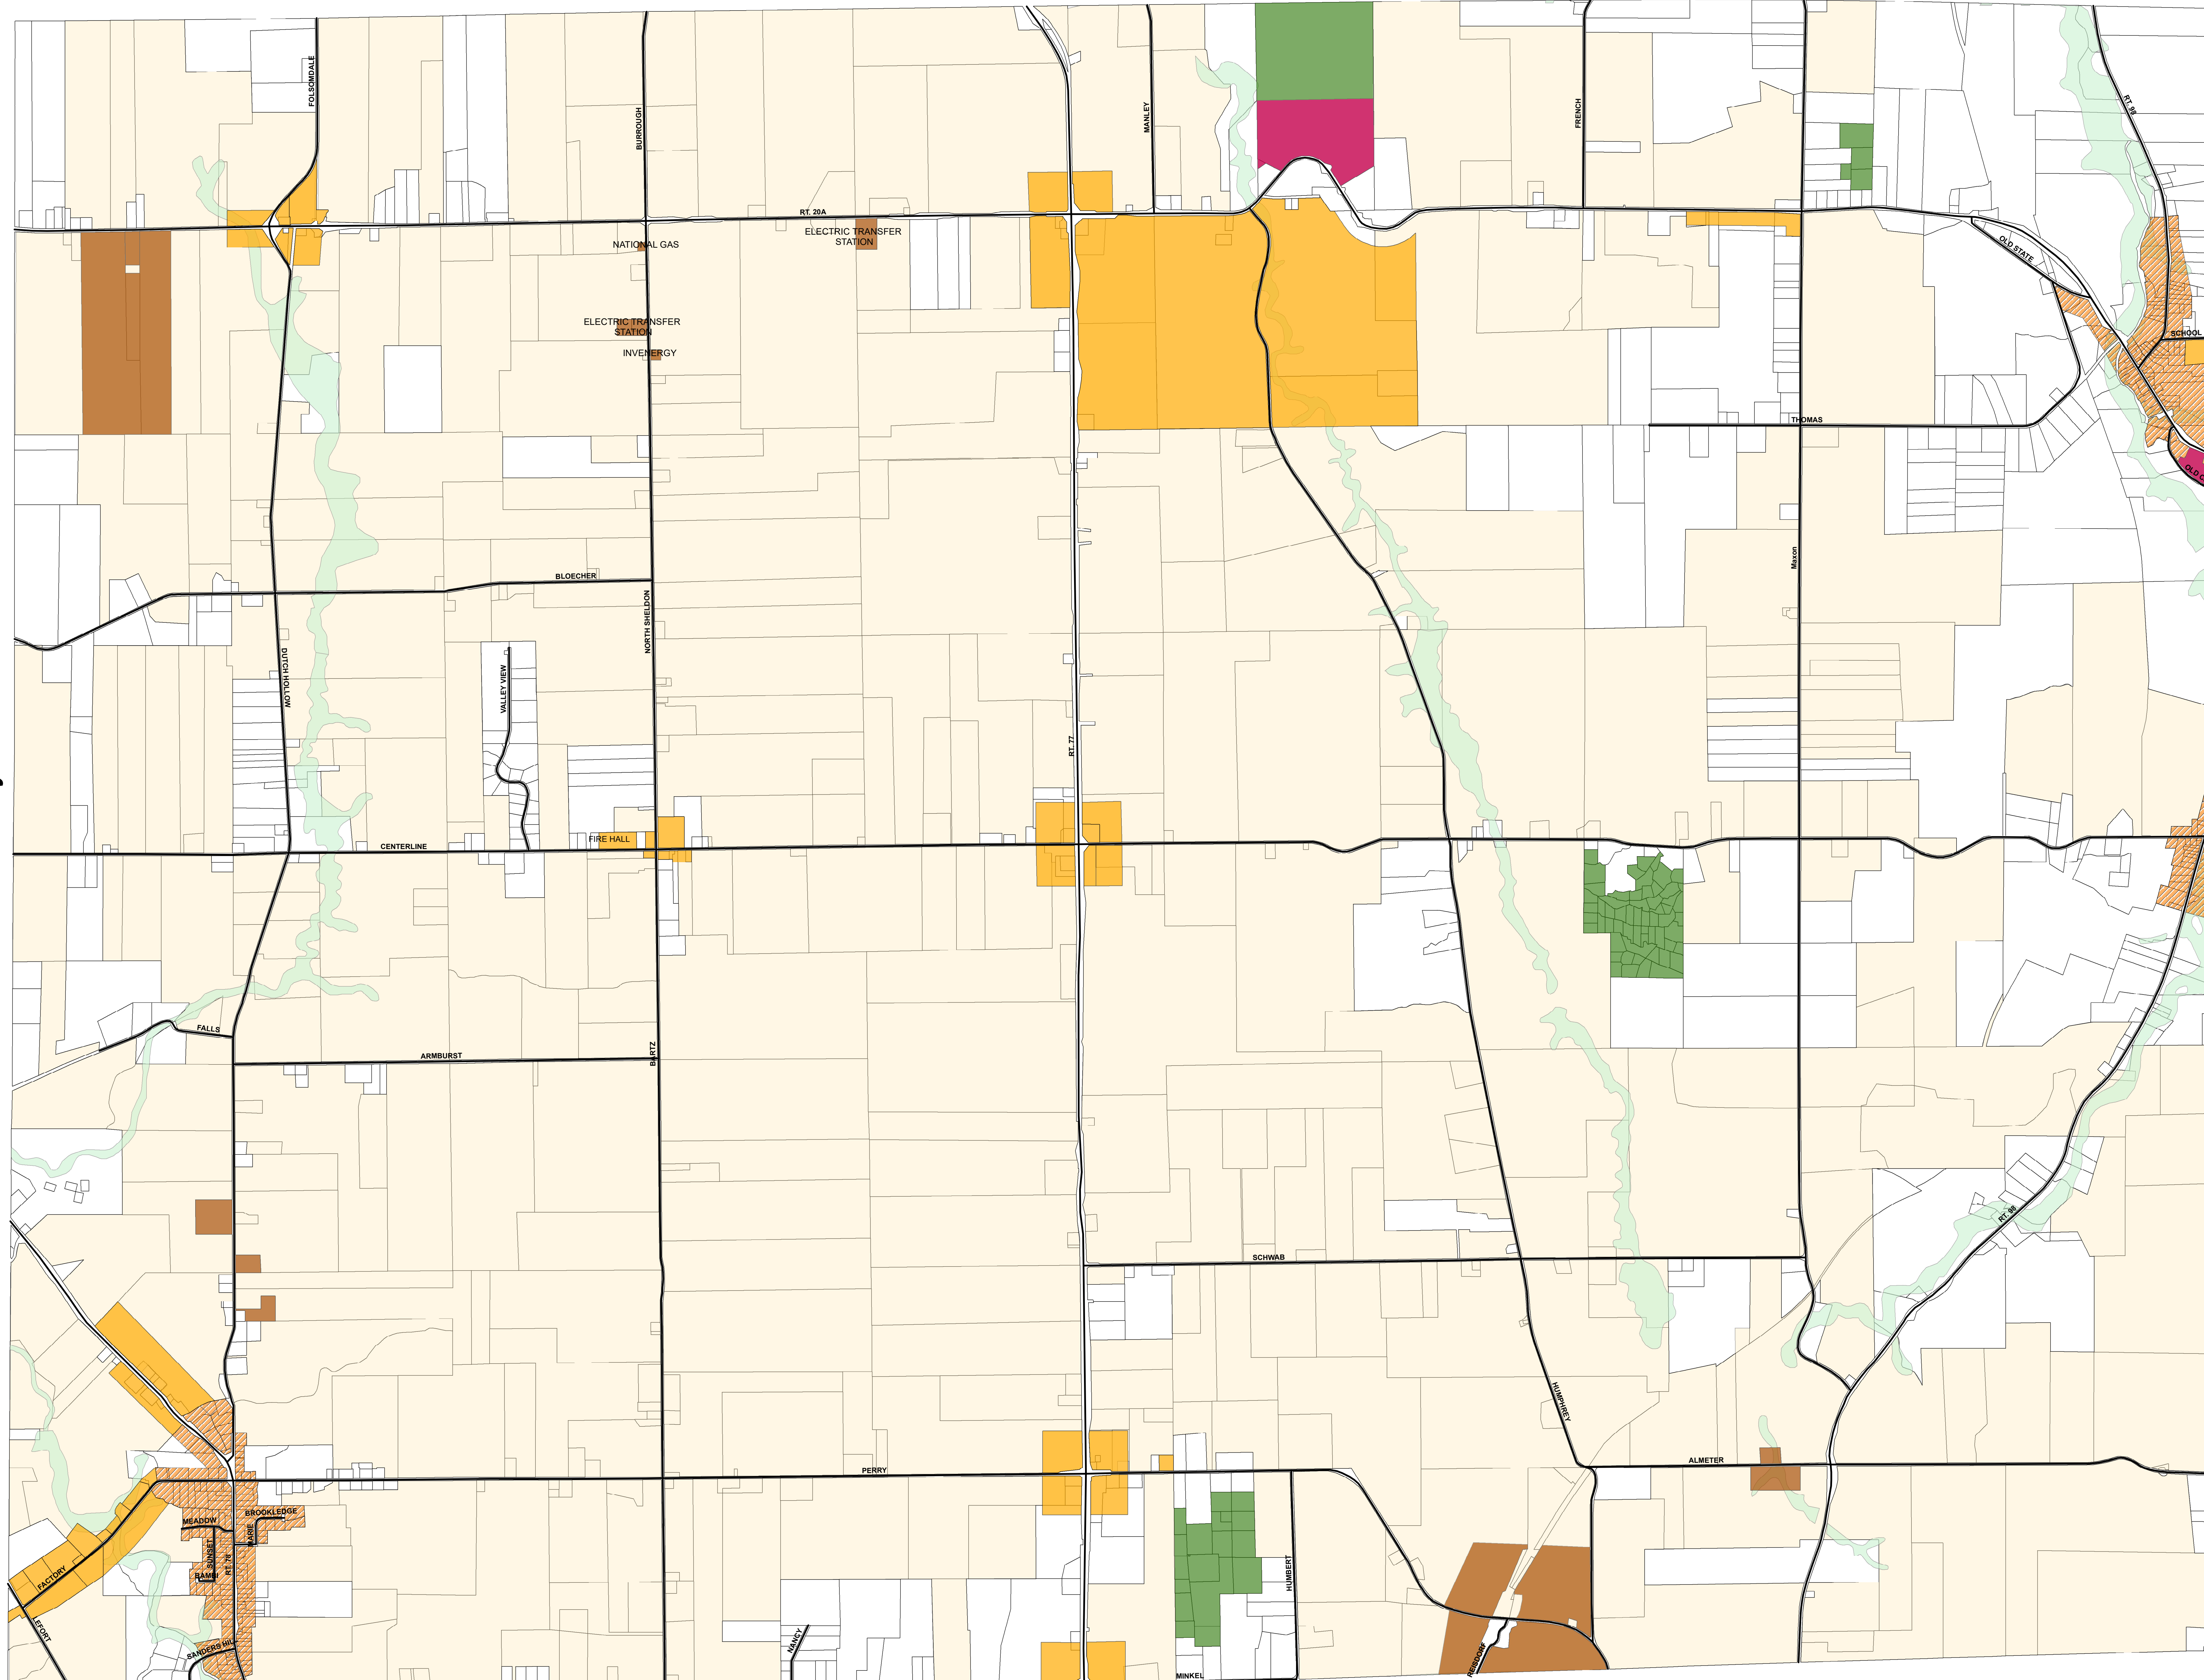 FOLSOMDALE
BURROUGH
MANLEY
FRENCH
RT. 98
RT. 20A
NATIONAL GAS
ELECTRIC TRANSFER
STATION
OLD STATE
ELECTRIC TRANSFER
STATION
INVENERGY
SCHOOL
THOMAS
OLD C
Maxon
BLOECHER
NORTH SHELDON
DUTCH HOLLOW
VALLEY VIEW
RT. 77
FIRE HALL
CENTERLINE
FALLS
ARMBURST
BARTZ
RT. 98
SCHWAB
HUMPHREY
PERRY
ALMETER
MEADOW
BROOKLEDGE
MARIE
SUNSET
RT. 78
BAMBI
FACTORY
LEFORT
SANDERS HILL
NANCY
HUMBERT
REISDORF
MINKEL